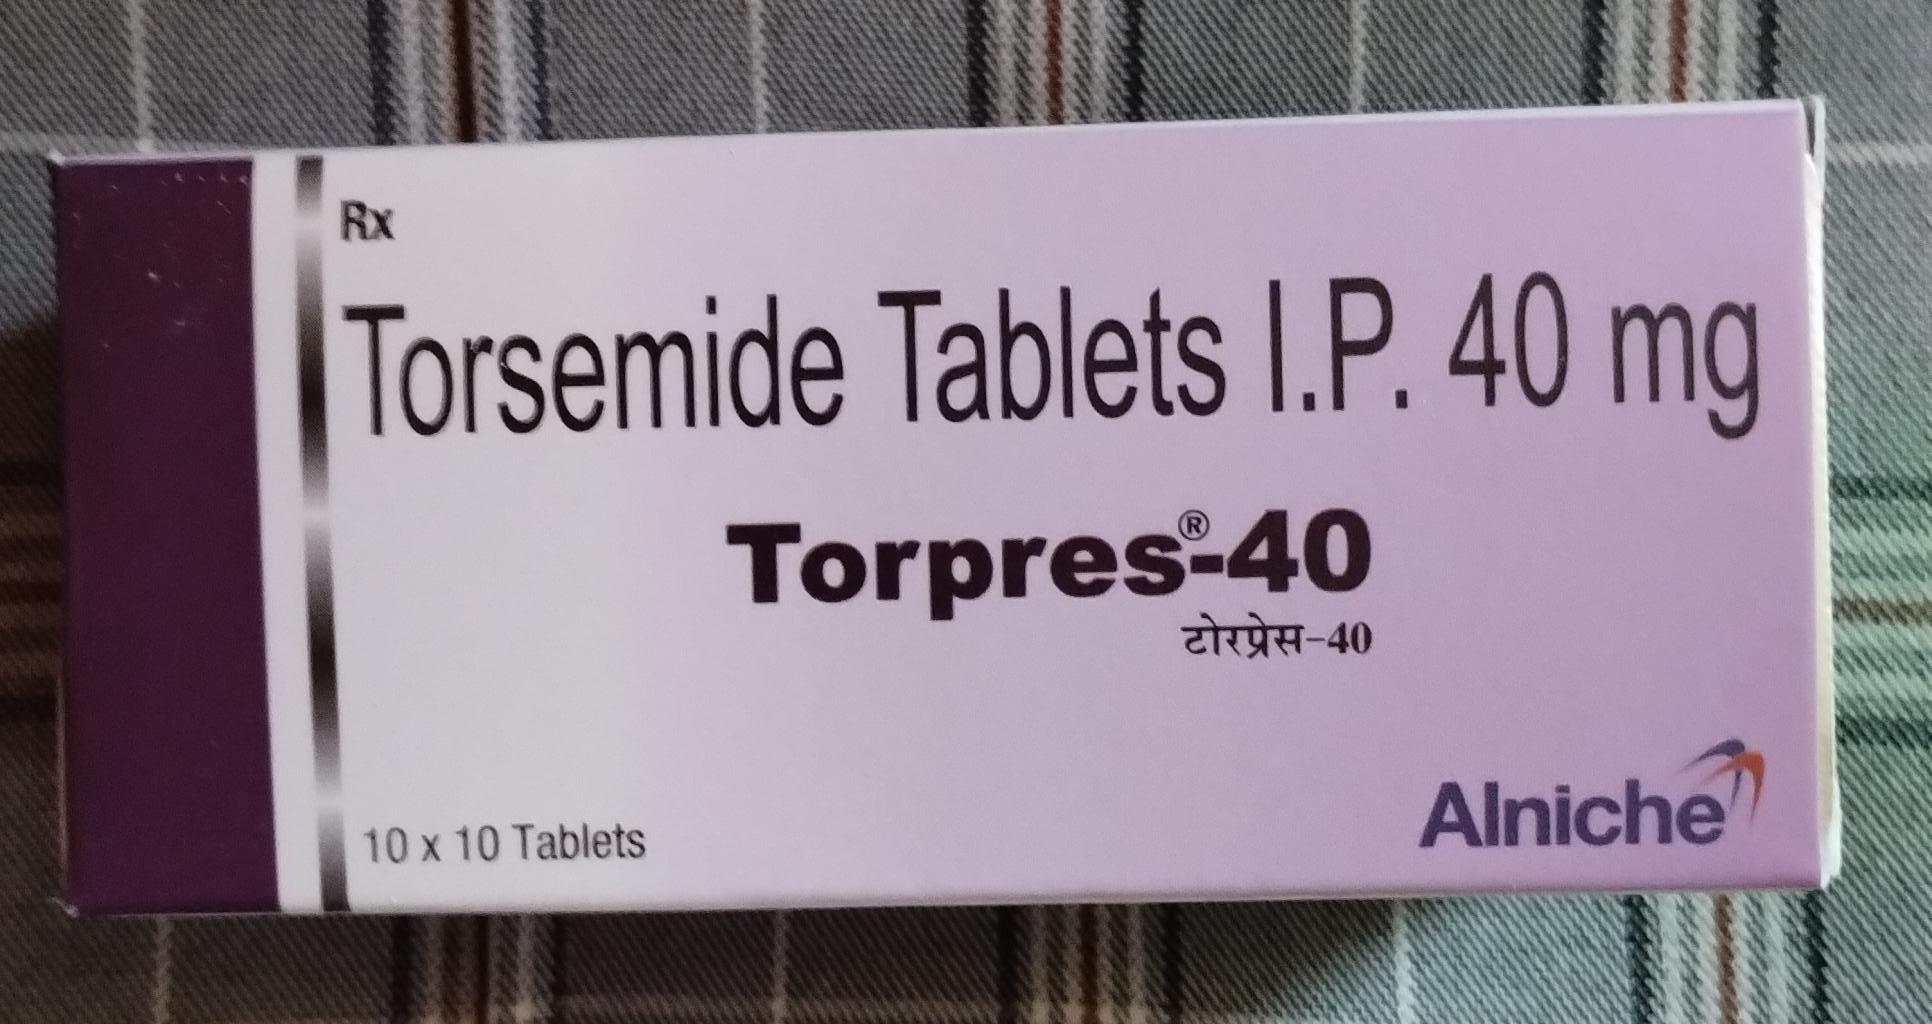 Rx
Torsemide Tablets I.P. 40 mg
Torpres®-40
टोरप्रेस-40
10 x 10 Tablets
Alniche